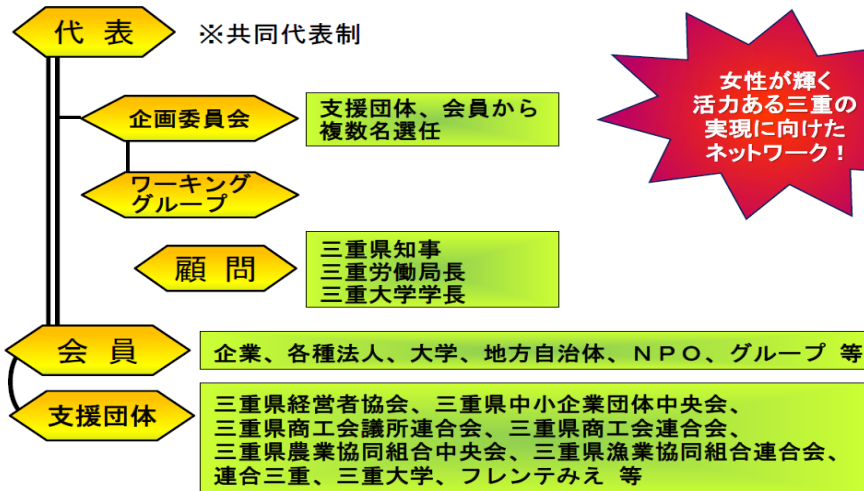 代 表
※共同代表制
女性が輝く
活力ある三重の
実現に向けた
ネットワーク！
企画委員会
支援団体、会員から
複数名選任
ワーキング
グループ
顧 問
三重県知事
三重労働局長
三重大学学長
会 員
企業、各種法人、大学、地方自治体、ＮＰＯ、グループ 等
支援団体
三重県経営者協会、三重県中小企業団体中央会、
三重県商工会議所連合会、三重県商工会連合会、
三重県農業協同組合中央会、三重県漁業協同組合連合会、
連合三重、三重大学、フレンテみえ 等